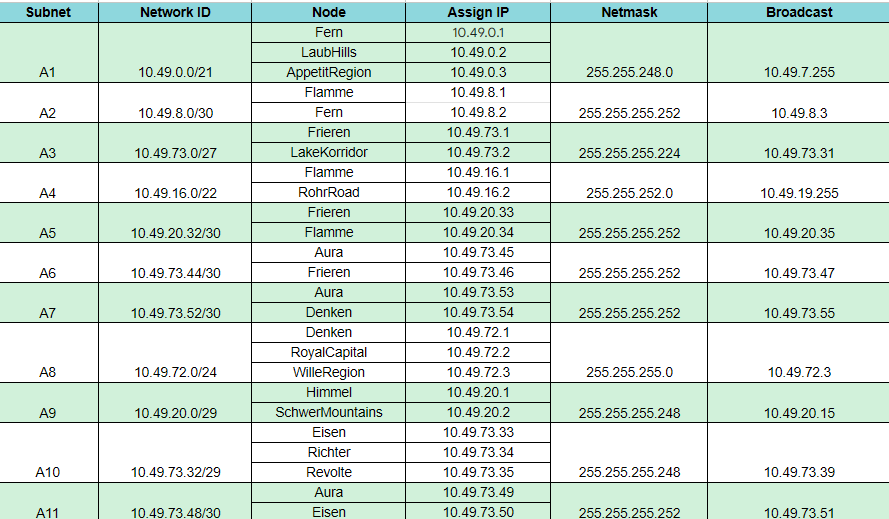 Subnet Network ID Node Assign IP Netmask Broadcast
Fern 10.49.0.1
LaubHills 10.49.0.2
A1 10.49.0.0/21 AppetitRegion 10.49.0.3 255.255.248.0 10.49.7.255
Flamme 10.49.8.1
A2 10.49.8.0/30 Fern 10.49.8.2 255.255.255.252 10.49.8.3
Frieren 10.49.73.1
A3 10.49.73.0/27 LakeKorridor 10.49.73.2 255.255.255.224 10.49.73.31
Flamme 10.49.16.1
A4 10.49.16.0/22 RohrRoad 10.49.16.2 255.255.252.0 10.49.19.255
Frieren 10.49.20.33
A5 10.49.20.32/30 Flamme 10.49.20.34 255.255.255.252 10.49.20.35
Aura 10.49.73.45
A6 10.49.73.44/30 Frieren 10.49.73.46 255.255.255.252 10.49.73.47
Aura 10.49.73.53
A7 10.49.73.52/30 Denken 10.49.73.54 255.255.255.252 10.49.73.55
Denken 10.49.72.1
RoyalCapital 10.49.72.2
A8 10.49.72.0/24 WilleRegion 10.49.72.3 255.255.255.0 10.49.72.3
Himmel 10.49.20.1
A9 10.49.20.0/29 SchwerMountains 10.49.20.2 255.255.255.248 10.49.20.15
Eisen 10.49.73.33
Richter 10.49.73.34
A10 10.49.73.32/29 Revolte 10.49.73.35 255.255.255.248 10.49.73.39
Aura 10.49.73.49
A11 10.49.73.48/30 Eisen 10.49.73.50 255.255.255.252 10.49.73.51